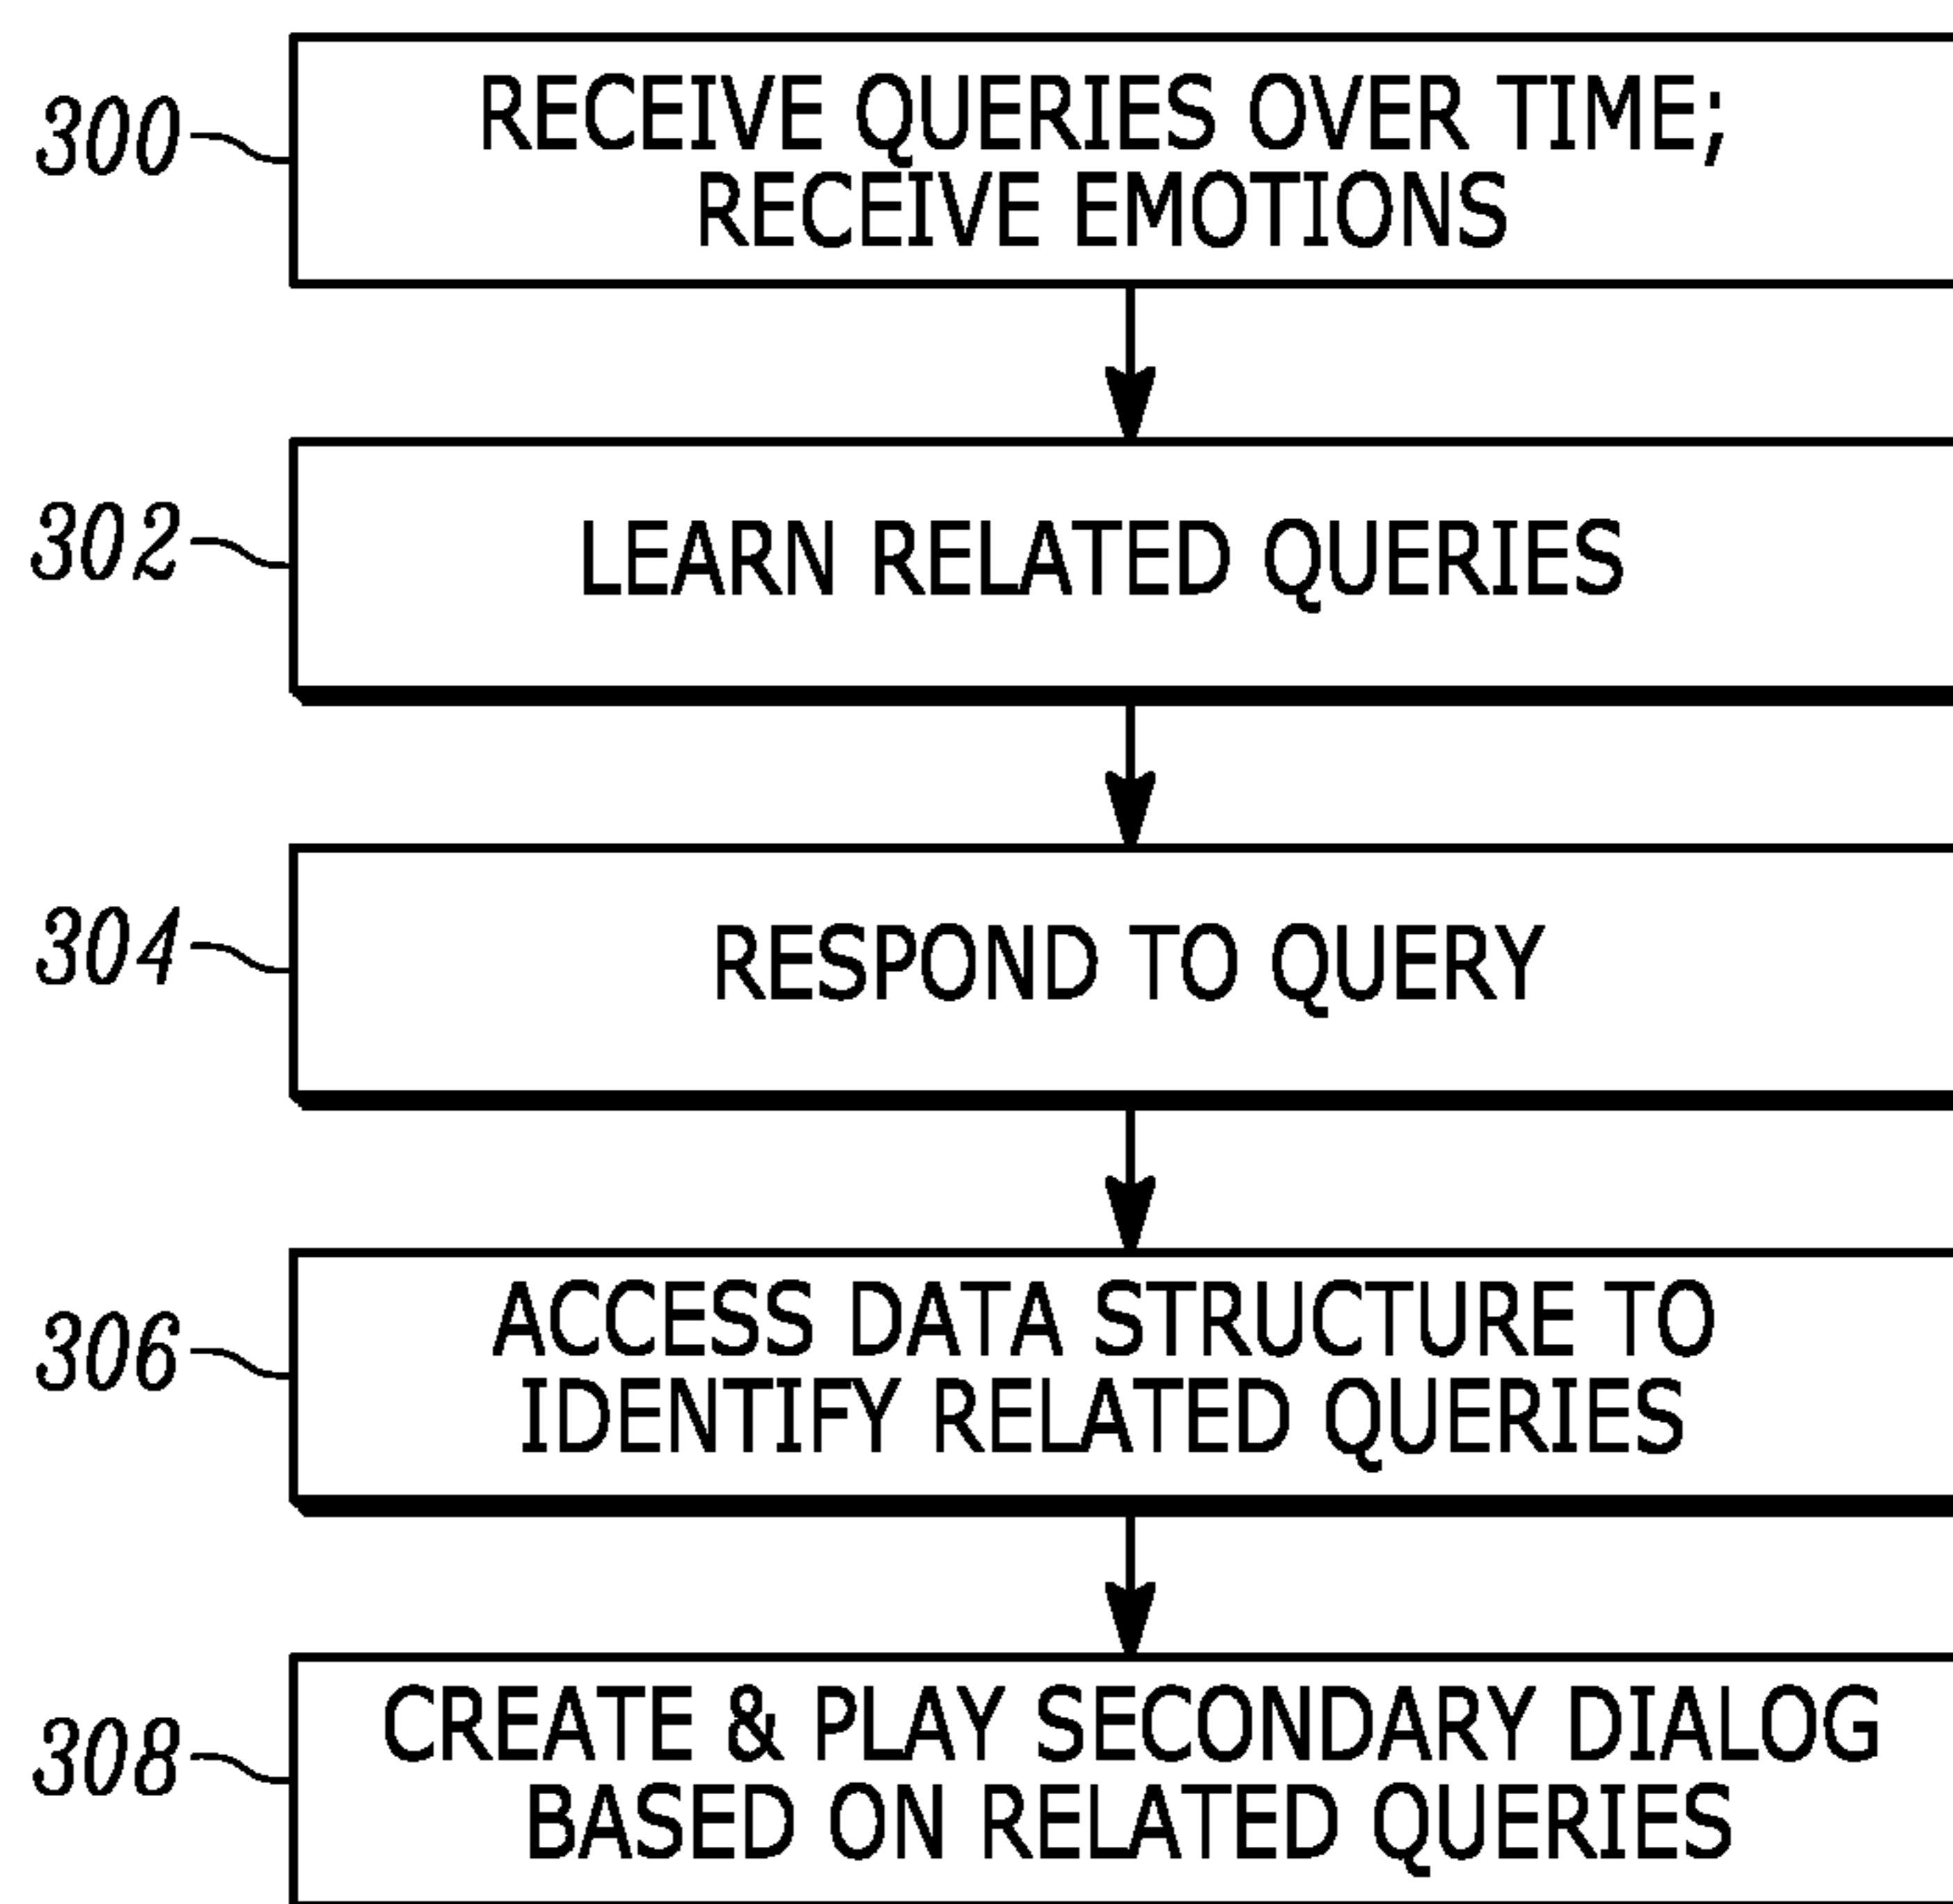 300
RECEIVE QUERIES OVER TIME;
RECEIVE EMOTIONS
302
LEARN RELATED QUERIES
304
RESPOND TO QUERY
306
ACCESS DATA STRUCTURE TO
IDENTIFY RELATED QUERIES
308
CREATE & PLAY SECONDARY DIALOG
BASED ON RELATED QUERIES